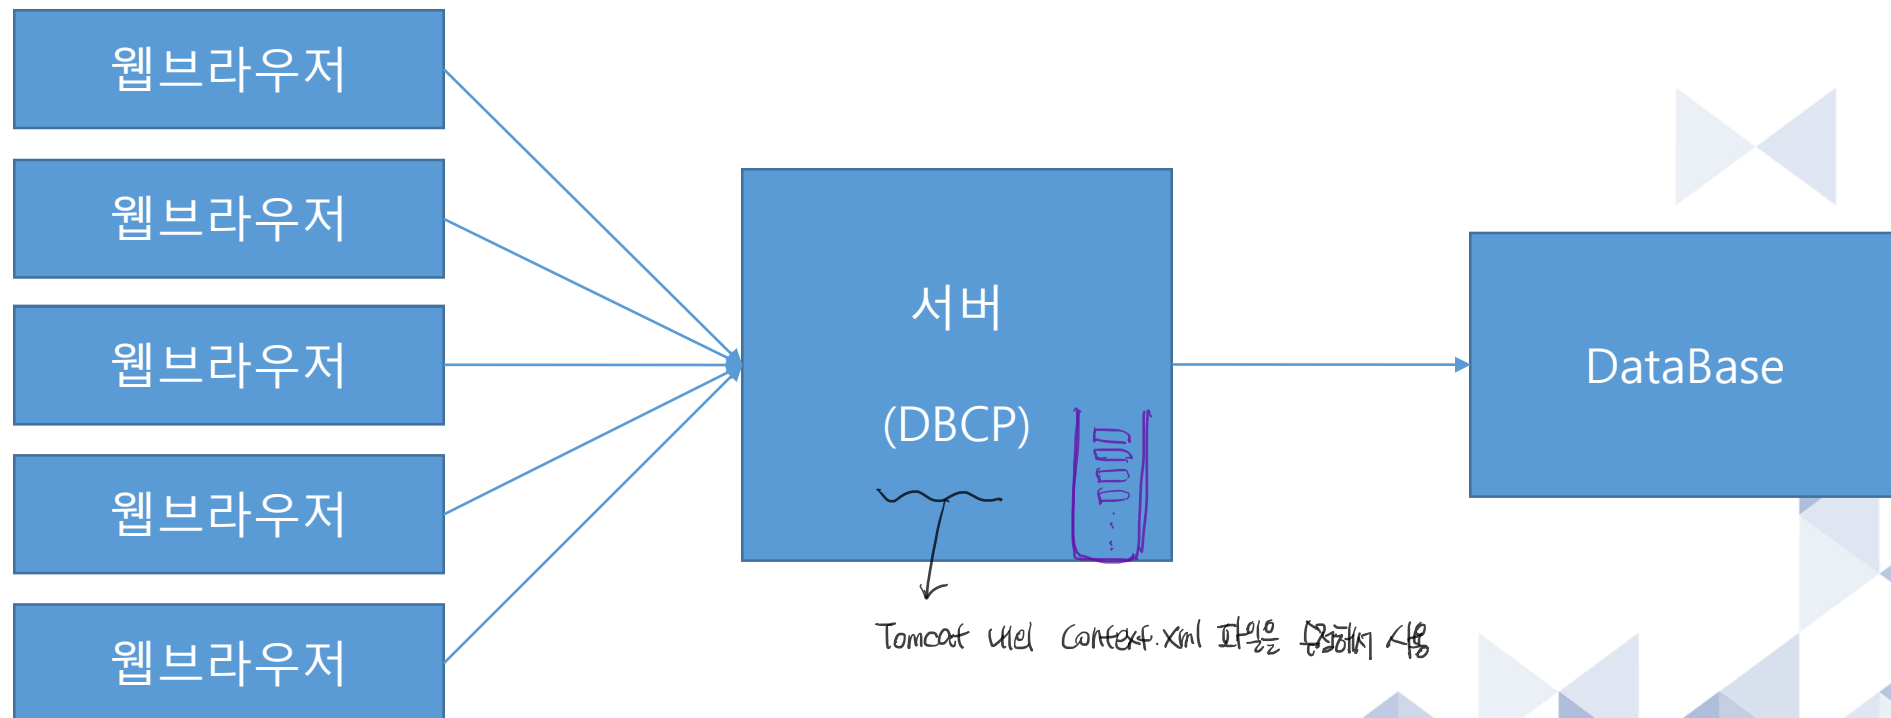 웹브라우저
웹브라우저
웹브라우저
웹브라우저
웹브라우저
서버
(DBCP)
DataBase
Tomcat 내의 Context.xml 파일을 수정해서 사용